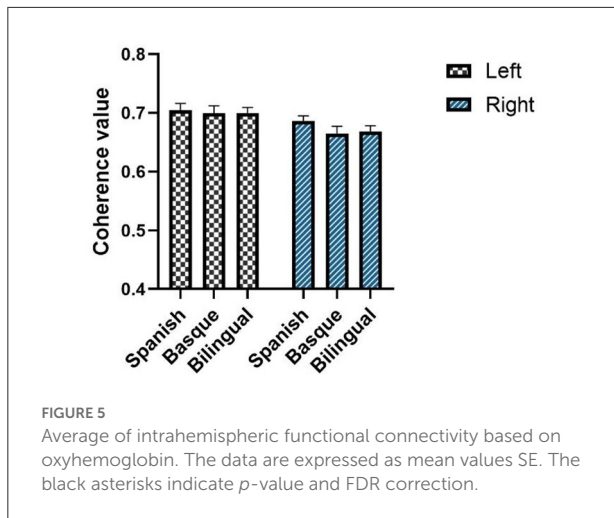 0.8
0.7
0.6
0.5
0.4
Coherence value
Spanish
Basque
Bilingual
Spanish
Basque
Bilingual
Left
Right
FIGURE 5
Average of intrahemispheric functional connectivity based on
oxyhemoglobin. The data are expressed as mean values SE. The
black asterisks indicate p-value and FDR correction.